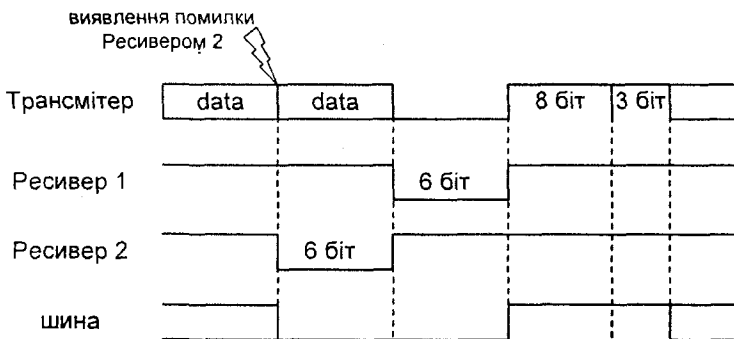 виявлення помилки
Ресивером 2
Трансмітер data data 8 біт 3 біт
Ресивер 1 6 біт
Ресивер 2 6 біт
шина